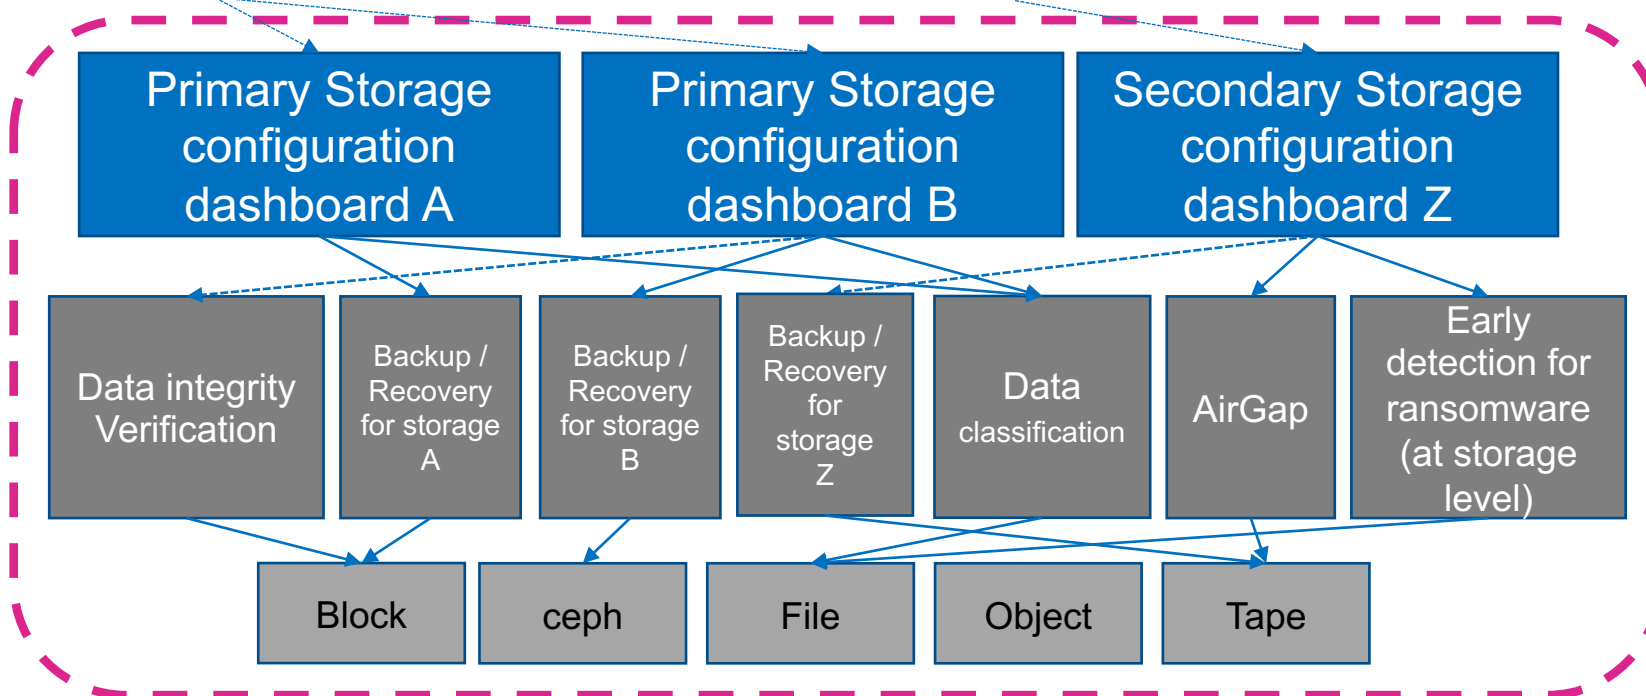 Primary Storage
configuration
dashboard A
Primary Storage
configuration
dashboard B
Secondary Storage
configuration
dashboard Z
Data integrity
Verification
Backup /
Recovery
for storage
A
Backup /
Recovery
for storage
B
Backup /
Recovery
for
storage
Z
Data
classification
AirGap
Early
detection for
ransomware
(at storage
level)
Block
ceph
File
Object
Tape